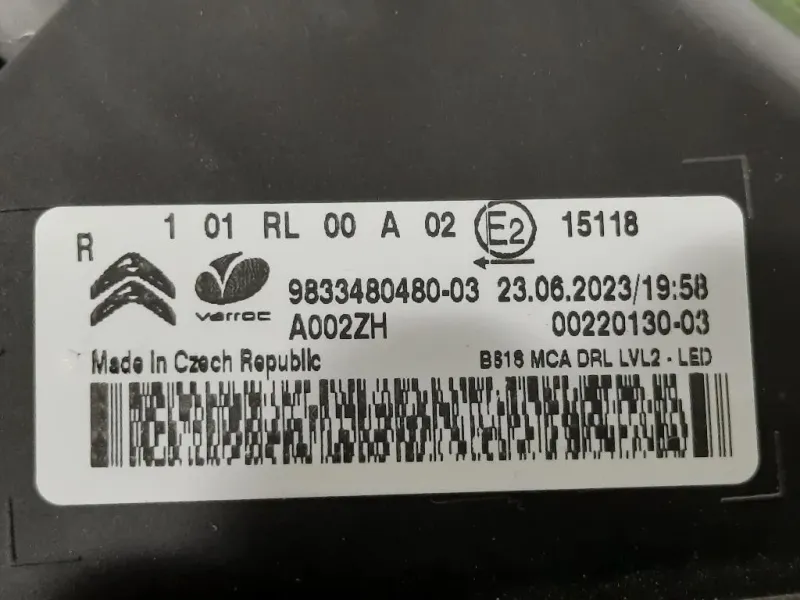 R 1 01 RL 00 A 02 E2 15118
varroc
9833480480-03 23.06.2023/19:58
A002ZH 00220130-03
Made In Czech Republic B618 MCA DRL LVL2 - LED